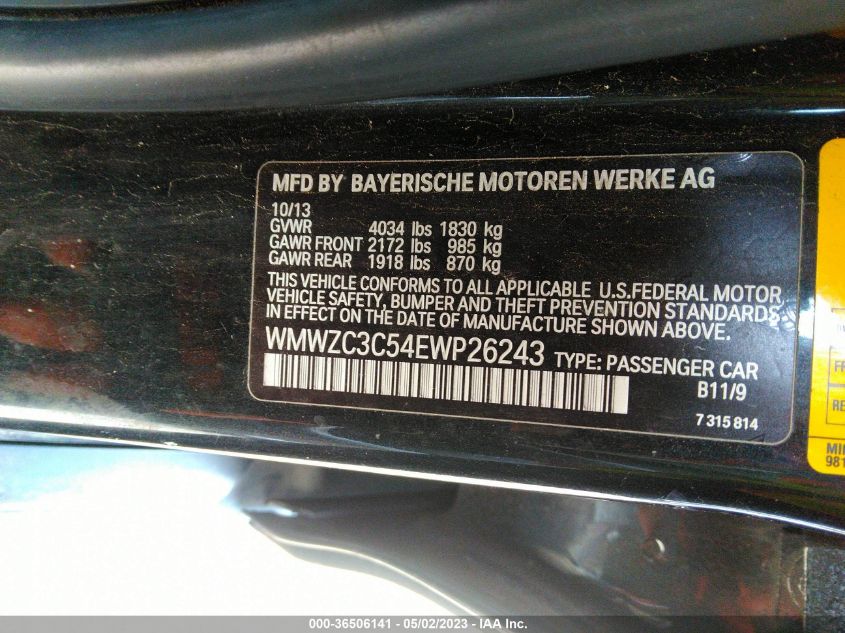 MFD BY BAYERISCHE MOTOREN WERKE AG
10/13
GVWR 4034 lbs 1830 kg
GAWR FRONT 2172 lbs 985 kg
GAWR REAR 1918 lbs 870 kg
THIS VEHICLE CONFORMS TO ALL APPLICABLE U.S.FEDERAL MOTOR
VEHICLE SAFETY, BUMPER AND THEFT PREVENTION STANDARDS
IN EFFECT ON DATE OF MANUFACTURE SHOWN ABOVE.
WMWZC3C54EWP26243 TYPE: PASSENGER CAR
B11/9
7 315 814
000-36506141 - 05/02/2023 - IAA Inc.